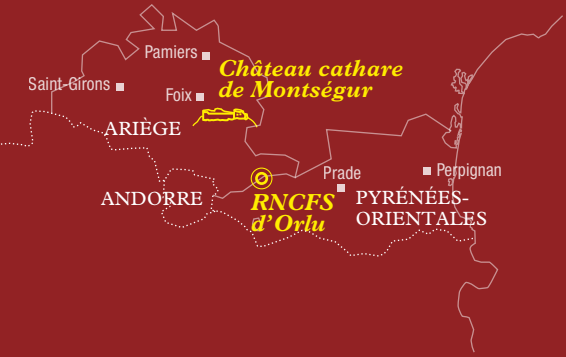 Pamiers
Château cathare
de Montségur
Saint-Girons
Foix
ARIÈGE
Prade
Perpignan
ANDORRE
RNCFS
d'Orlu
PYRÉNÉES-
ORIENTALES